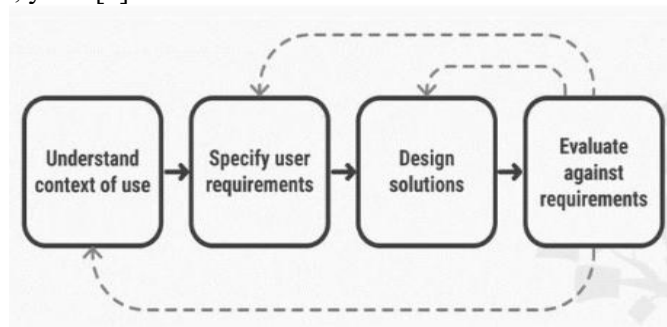 Understand
context of use
Specify user
requirements
Design
solutions
Evaluate
against
requirements